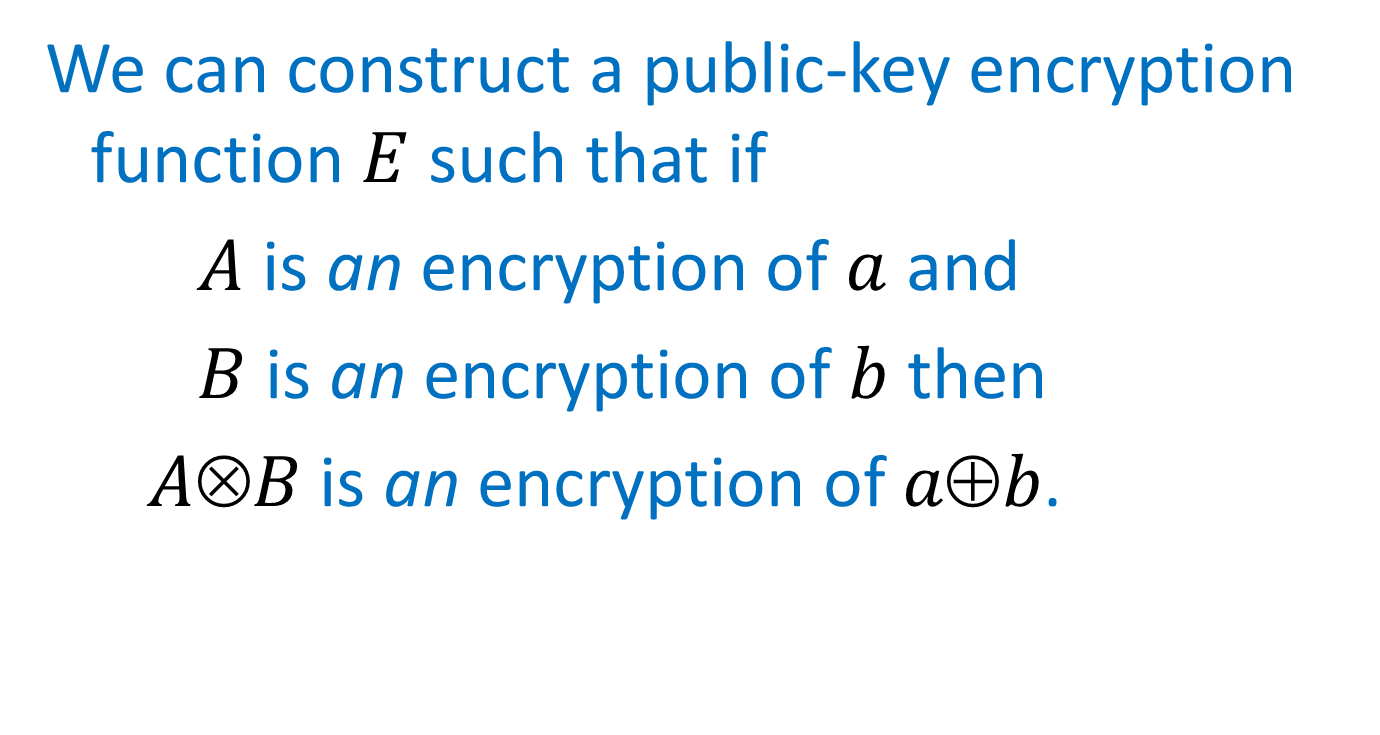 We can construct a public-key encryption
function E such that if
A is an encryption of a and
B is an encryption of b then
A⊗B is an encryption of a⊕b.